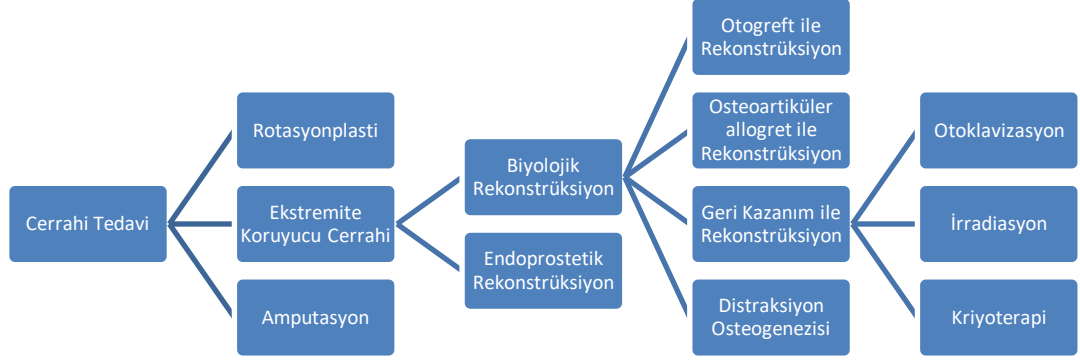 Cerrahi Tedavi
Rotasyonplasti
Ekstremite
Koruyucu Cerrahi
Amputasyon
Biyolojik
Rekonstrüksiyon
Endoprostetik
Rekonstrüksiyon
Otogreft ile
Rekonstrüksiyon
Osteoartiküler
allogret ile
Rekonstrüksiyon
Geri Kazanım ile
Rekonstrüksiyon
Distraksiyon
Osteogenezisi
Otoklavizasyon
İrradiasyon
Kriyoterapi